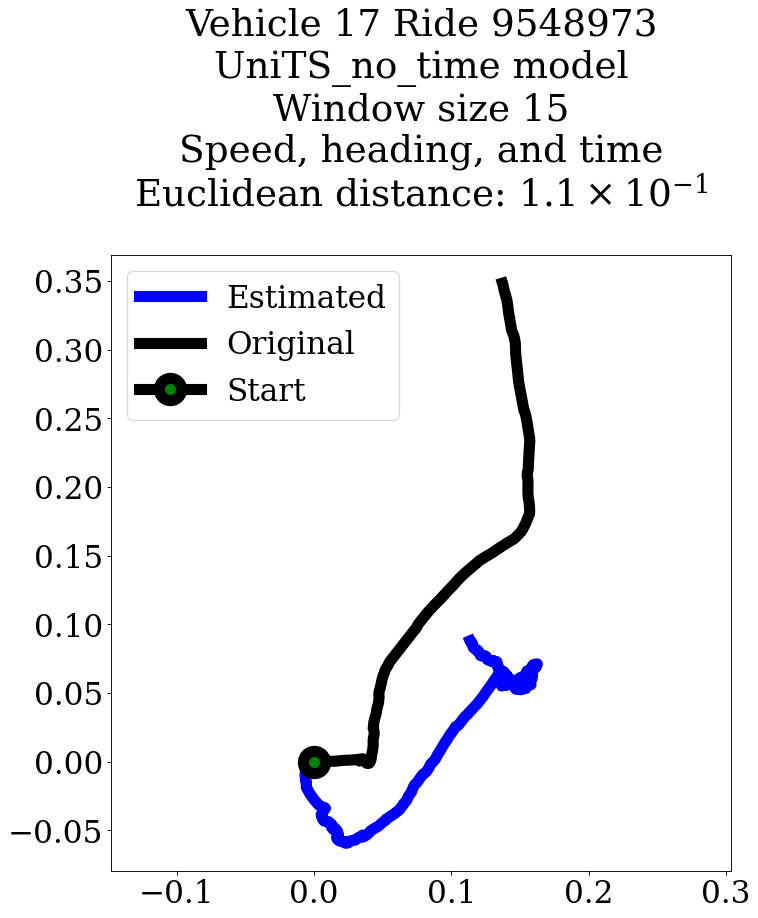 Vehicle 17 Ride 9548973
UniTS_no_time model
Window size 15
Speed, heading, and time
Euclidean distance: 1.1 × 10⁻¹
Estimated
Original
Start
0.35
0.30
0.25
0.20
0.15
0.10
0.05
0.00
−0.05
−0.1 0.0 0.1 0.2 0.3